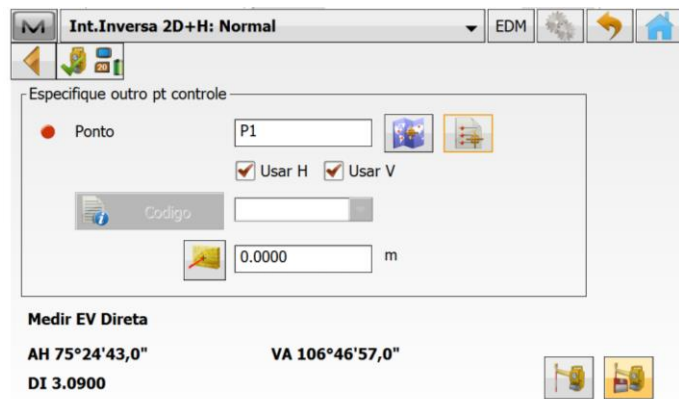 Int.Inversa 2D+H: Normal EDM
20
Especifique outro pt controle
Ponto P1
Usar H Usar V
Codigo
0.0000 m
Medir EV Direta
AH 75°24'43,0" VA 106°46'57,0"
DI 3.0900